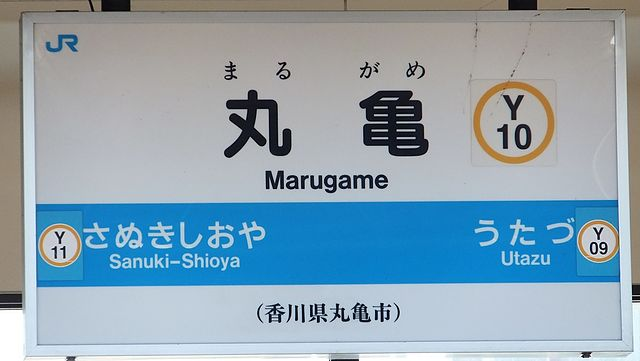 JR
まるがめ
丸亀
Y
10
Marugame
Y
11
さぬきしおや
Sanuki−Shioya
うたづ
Utazu
Y
09
（香川県丸亀市）